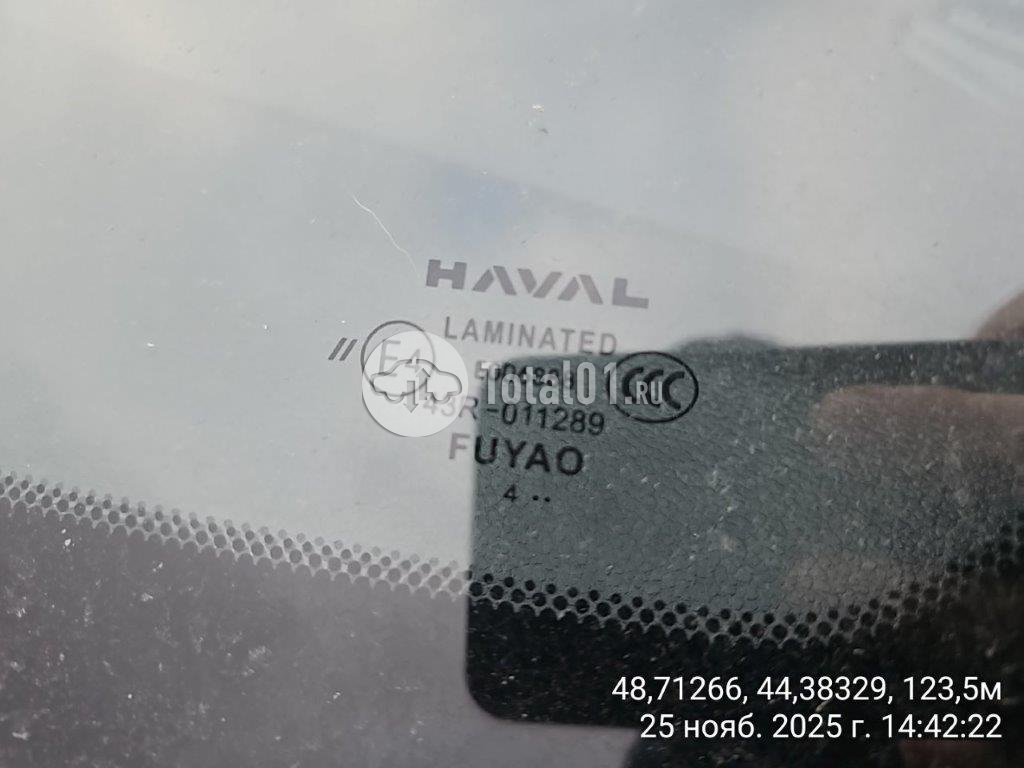 HAVAL
LAMINATED
// E4
CCC
43R-011289
Total01.RU
FUYAO
4 ..
48,71266, 44,38329, 123,5м
25 нояб. 2025 г. 14:42:22